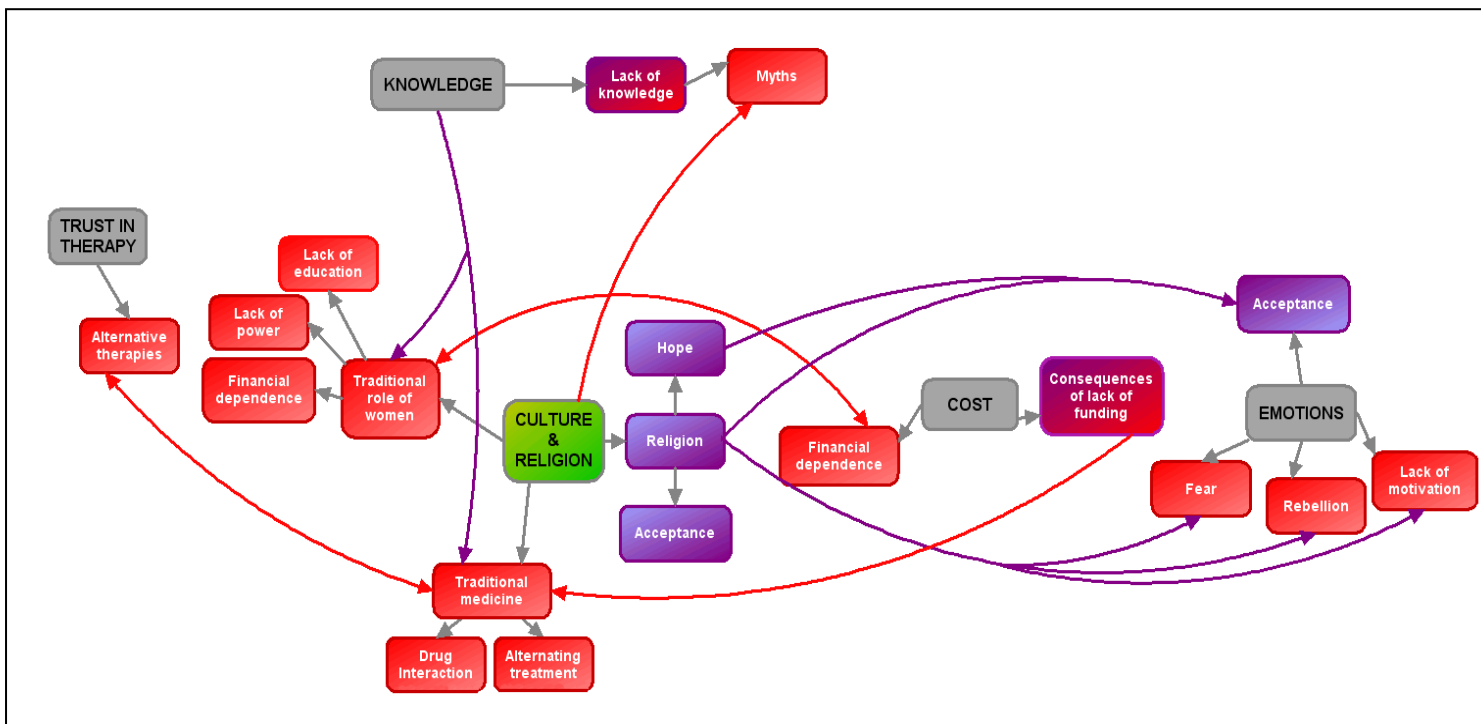 KNOWLEDGE
Lack of
knowledge
Myths
TRUST IN
THERAPY
Lack of
education
Lack of
power
Alternative
therapies
Financial
dependence
Traditional
role of
women
CULTURE
&
RELIGION
Hope
Religion
Acceptance
COST
Financial
dependence
Consequences
of lack of
funding
Acceptance
EMOTIONS
Fear
Rebellion
Lack of
motivation
Traditional
medicine
Drug
Interaction
Alternating
treatment